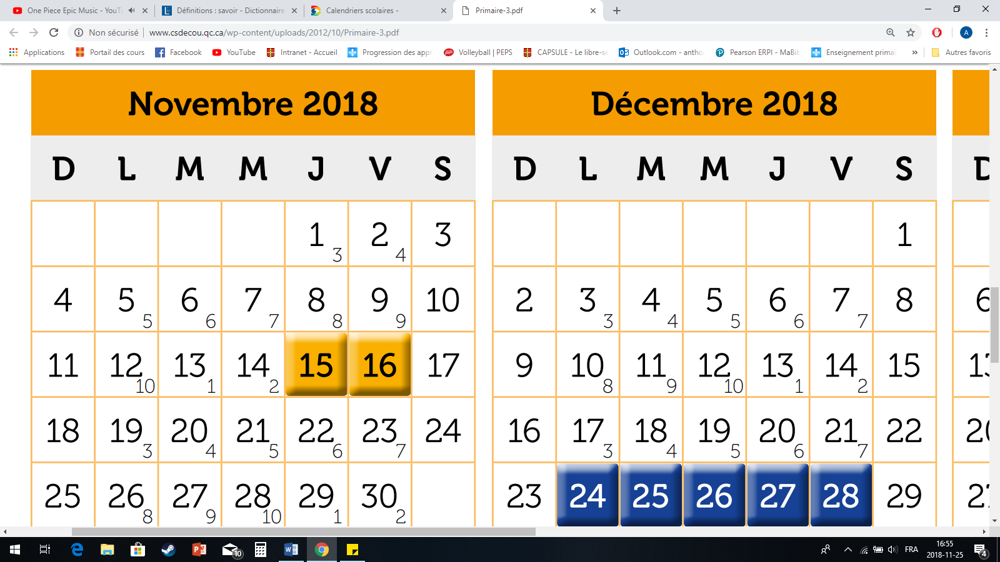 One Piece Epic Music - YouT
Définitions : savoir - Dictionnaire
Calendriers scolaires -
Primaire-3.pdf
Non sécurisé
www.csdecou.qc.ca/wp-content/uploads/2012/10/Primaire-3.pdf
A
Applications
Portail des cours
Facebook
YouTube
Intranet - Accueil
Progression des appr
Volleyball | PEPS
CAPSULE - Le libre-se
Outlook.com - antho
Pearson ERPI - MaBib
Enseignement primai
»
Autres favoris
Novembre 2018
D L M M J V S
1 2 3
3 4
4 5 6 7 8 9 10
5 6 7 8 9
11 12 13 14 15 16 17
10 1 2
18 19 20 21 22 23 24
3 4 5 6 7
25 26 27 28 29 30
8 9 10 1 2
Décembre 2018
D L M M J V S
1
2 3 4 5 6 7 8
3 4 5 6 7
9 10 11 12 13 14 15
8 9 10 1 2
16 17 18 19 20 21 22
3 4 5 6 7
23 24 25 26 27 28 29
D
6
13
20
27
10
FRA
16:55
2018-11-25
4